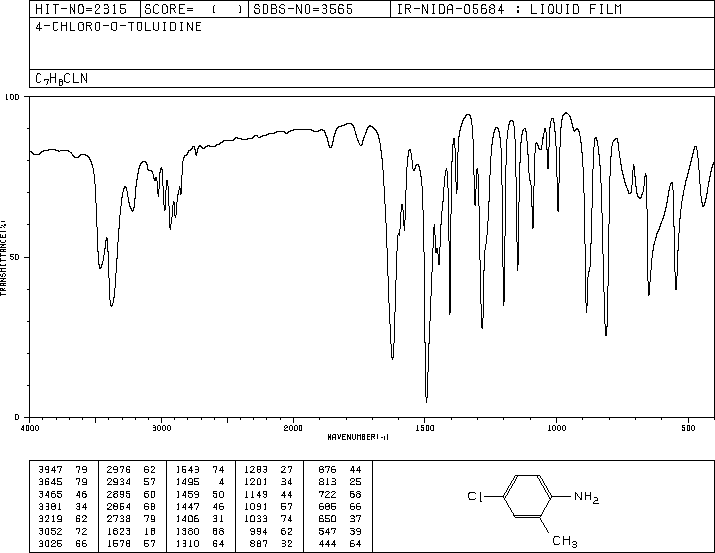 HIT-NO=2315 SCORE= ( ) SDBS-NO=3565 IR-NIDA-05684 : LIQUID FILM
4-CHLORO-O-TOLUIDINE
C7H8CLN
100
50
0
TRANSMITTANCE(%)
4000 3000 2000 1500 1000 500
WAVENUMBER(-1)
3947 79 2976 62 1543 74 1283 27 876 44
3645 79 2934 57 1495 4 1201 34 813 25
3465 46 2895 60 1459 50 1149 44 722 68
3381 34 2864 68 1447 46 1091 57 686 66
3219 62 2738 79 1406 31 1033 74 650 37
3052 72 1623 18 1380 68 994 62 547 39
3026 66 1578 57 1310 64 887 32 444 64
Cl
NH2
CH3